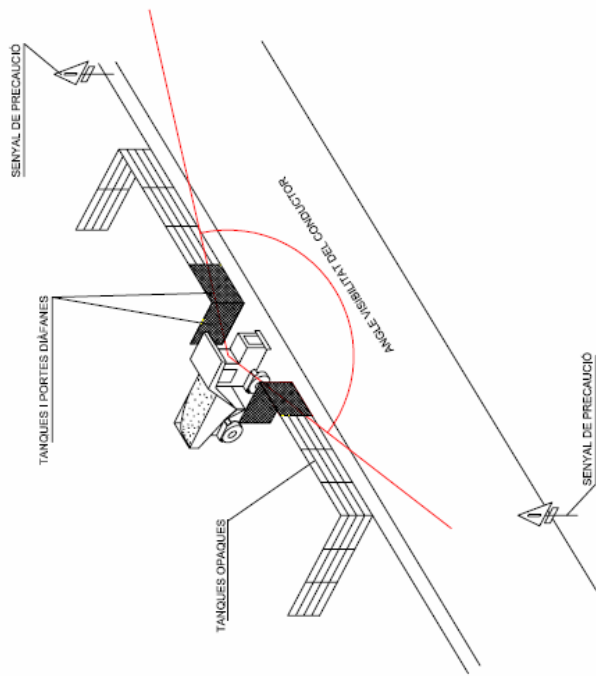 SENYAL DE PRECAUCIÓ
TANQUES I PORTES DIÀFANES
ANGLE VISIBILITAT DEL CONDUCTOR
TANQUES OPAQUES
SENYAL DE PRECAUCIÓ